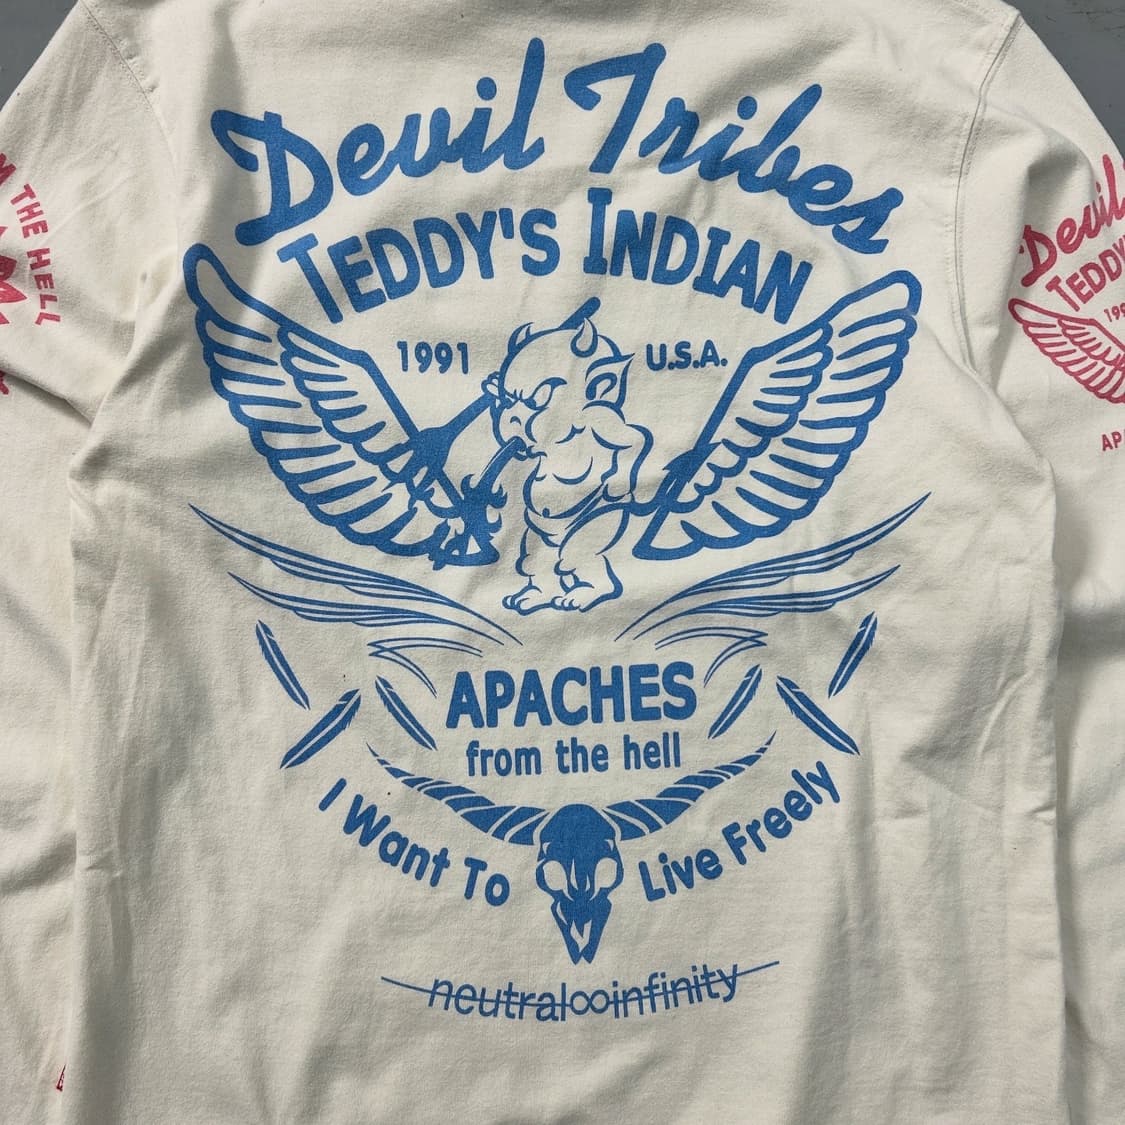 Devil Tribes
TEDDY'S INDIAN
1991 U.S.A.
APACHES
from the hell
I Want To Live Freely
neutral∞infinity
THE HELL
Devil
TEDDY